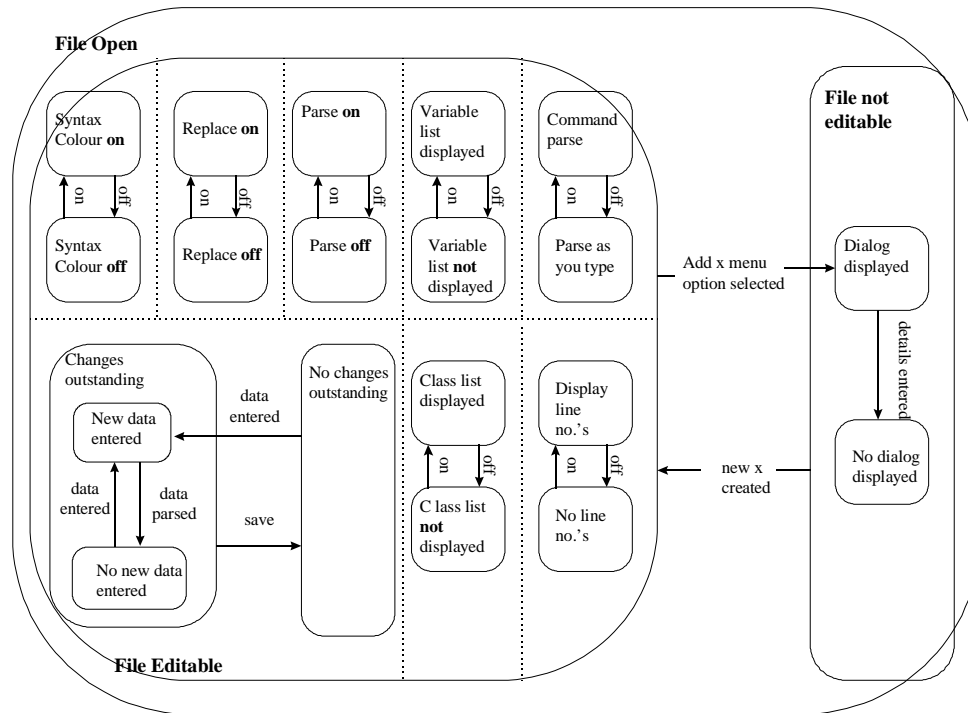 File Open
Syntax
Colour on
on
off
Syntax
Colour off
Replace on
on
off
Replace off
Parse on
on
off
Parse off
Variable
list
displayed
on
off
Variable
list not
displayed
Command
parse
on
off
Parse as
you type
Add x menu
option selected
File not
editable
Dialog
displayed
details entered
No dialog
displayed
new x
created
Changes
outstanding
New data
entered
data
entered
data
parsed
No new data
entered
data
entered
save
No changes
outstanding
Class list
displayed
on
off
C lass list
not
displayed
Display
line
no.'s
on
off
No line
no.'s
File Editable